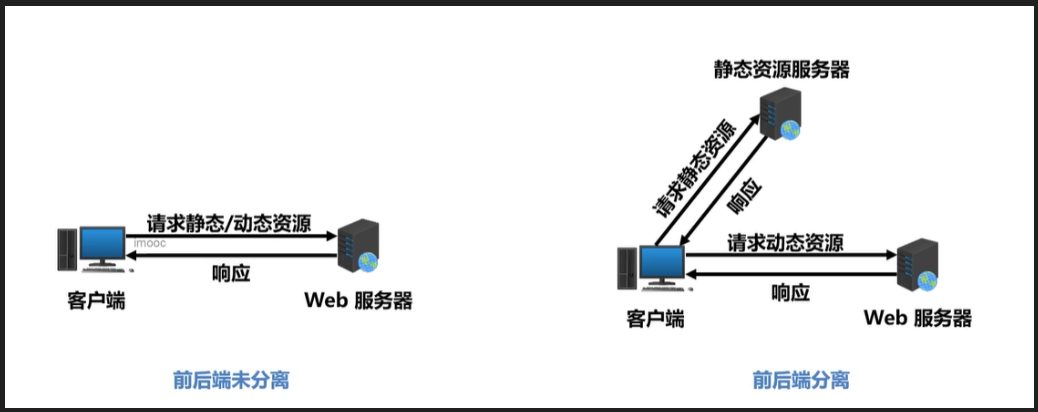 请求静态/动态资源
imooc
响应
客户端
Web 服务器
前后端未分离
静态资源服务器
请求静态资源
响应
请求动态资源
响应
客户端
Web 服务器
前后端分离